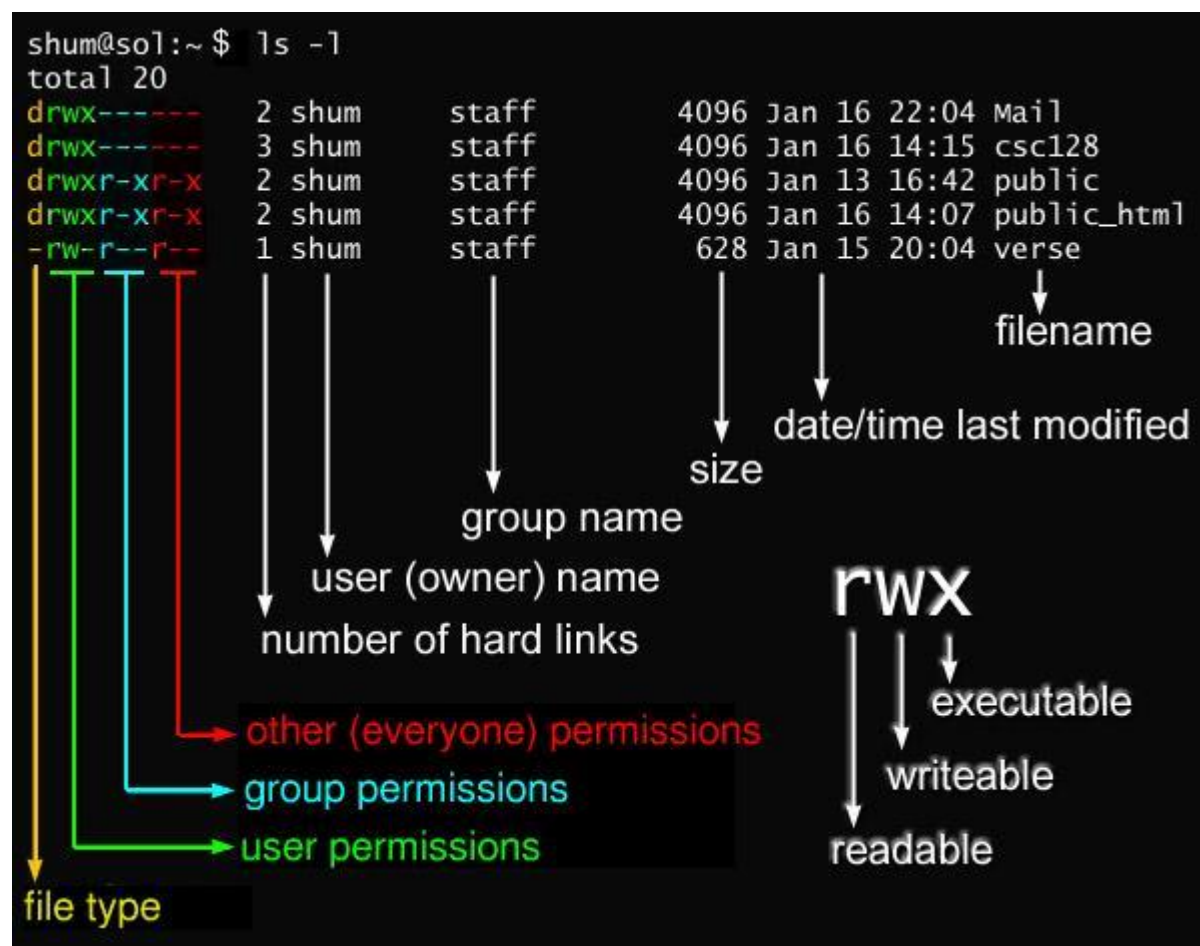 shum@sol:~ $ ls -l
total 20
drwx------ 2 shum staff 4096 Jan 16 22:04 Mail
drwx------ 3 shum staff 4096 Jan 16 14:15 csc128
drwxr-xr-x 2 shum staff 4096 Jan 13 16:42 public
drwxr-xr-x 2 shum staff 4096 Jan 16 14:07 public_html
-rw-r--r-- 1 shum staff 628 Jan 15 20:04 verse
filename
date/time last modified
size
group name
user (owner) name
number of hard links
rwx
executable
writeable
readable
other (everyone) permissions
group permissions
user permissions
file type